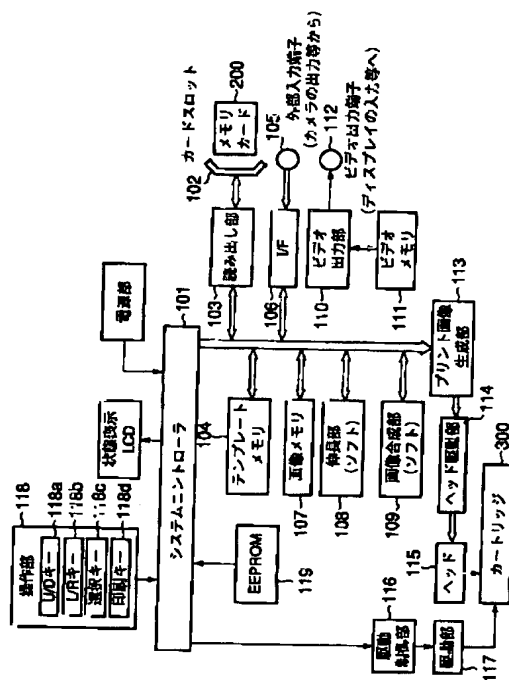 118
操作部
U/Dキー
118a
L/Rキー
118b
選択キー
118c
印刷キー
118d
状態表示
LCD
電源部
101
システムコントローラ
カードスロット
102
メモリ
カード
200
読み出し部
103
105
外部入力端子
(カメラの出力等から)
I/F
106
112
ビデオ出力端子
(ディスプレイの入力等へ)
ビデオ
出力部
110
ビデオ
メモリ
111
104
テンプレート
メモリ
画像メモリ
107
伸長部
(ソフト)
108
画像合成部
(ソフト)
109
EEPROM
119
プリント画像
生成部
113
ヘッド駆動部
114
ヘッド
115
カートリッジ
300
駆動
制御部
116
駆動部
117